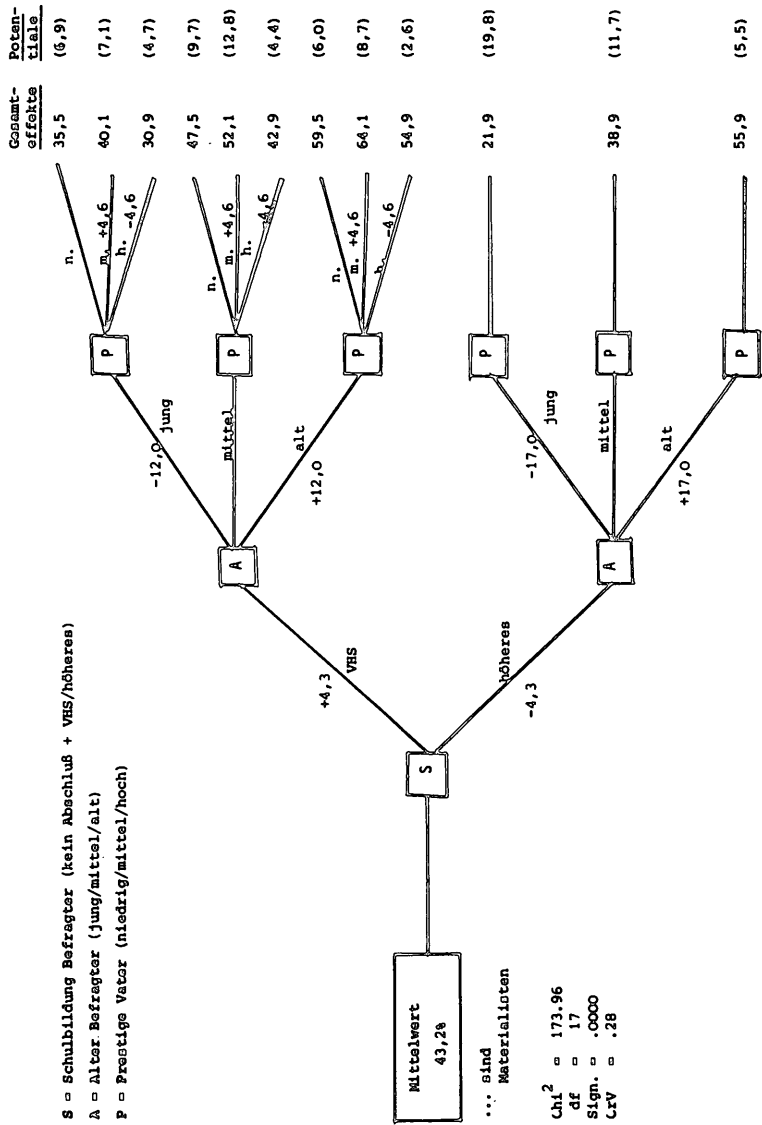 S = Schulbildung Befragter (kein Abschluß + VHS/höheres)
A = Alter Befragter (jung/mittel/alt)
P = Prestige Vater (niedrig/mittel/hoch)
Gesamt-
effekte
Poten-
tiale
Mittelwert
43,2%
... sind
Materialisten
Chi² = 173.96
df = 17
Sign. = .0000
CrV = .28
S
+4,3
VHS
-4,3
höheres
A
-12,0
jung
mittel
+12,0
alt
A
-17,0
jung
mittel
+17,0
alt
P
n.
m. +4,6
h. -4,6
P
n.
m. +4,6
h. -4,6
P
n.
m. +4,6
h. -4,6
P
P
P
35,5 (6,9)
40,1 (7,1)
30,9 (4,7)
47,5 (9,7)
52,1 (12,8)
42,9 (4,4)
59,5 (6,0)
64,1 (8,7)
54,9 (2,6)
21,9 (19,8)
38,9 (11,7)
55,9 (5,5)